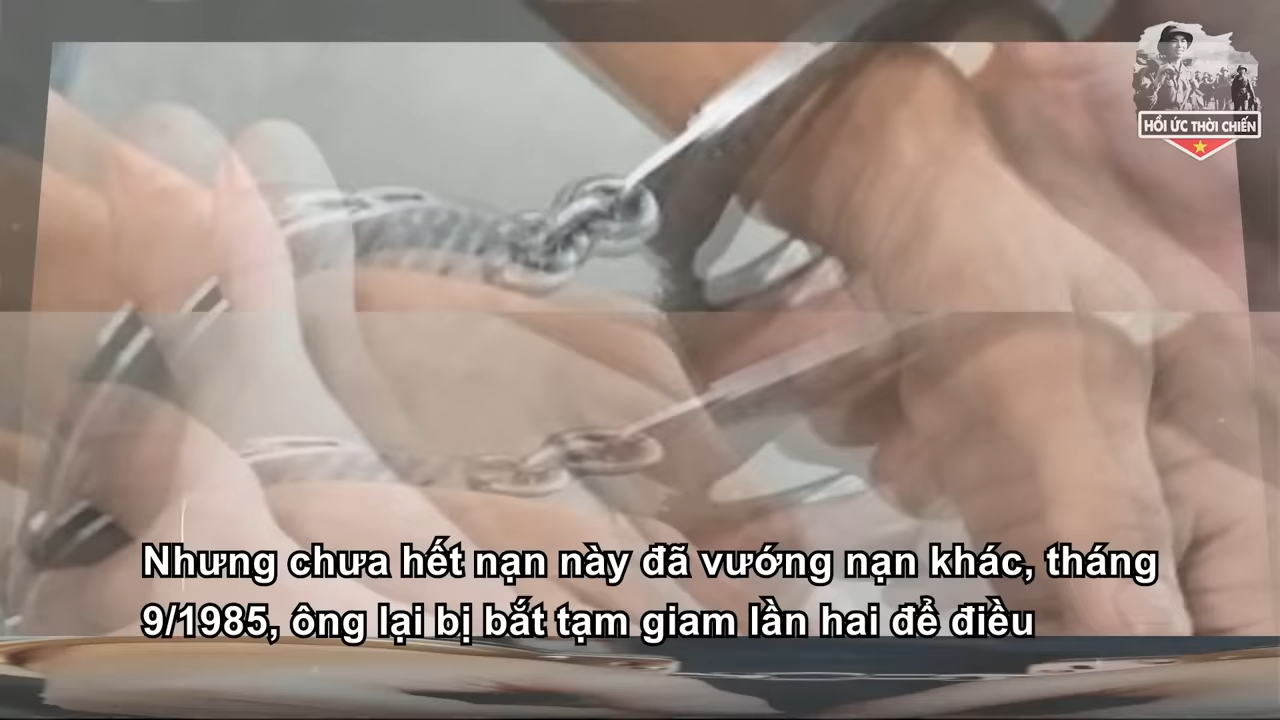 HỒI ỨC THỜI CHIẾN
Nhưng chưa hết nạn này đã vướng nạn khác, tháng
9/1985, ông lại bị bắt tạm giam lần hai để điều